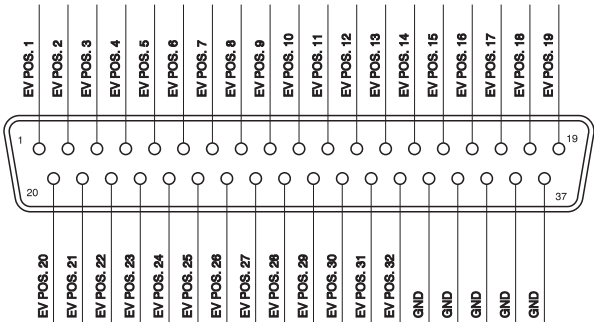 EV POS. 1
EV POS. 2
EV POS. 3
EV POS. 4
EV POS. 5
EV POS. 6
EV POS. 7
EV POS. 8
EV POS. 9
EV POS. 10
EV POS. 11
EV POS. 12
EV POS. 13
EV POS. 14
EV POS. 15
EV POS. 16
EV POS. 17
EV POS. 18
EV POS. 19
1
19
20
37
EV POS. 20
EV POS. 21
EV POS. 22
EV POS. 23
EV POS. 24
EV POS. 25
EV POS. 26
EV POS. 27
EV POS. 28
EV POS. 29
EV POS. 30
EV POS. 31
EV POS. 32
GND
GND
GND
GND
GND